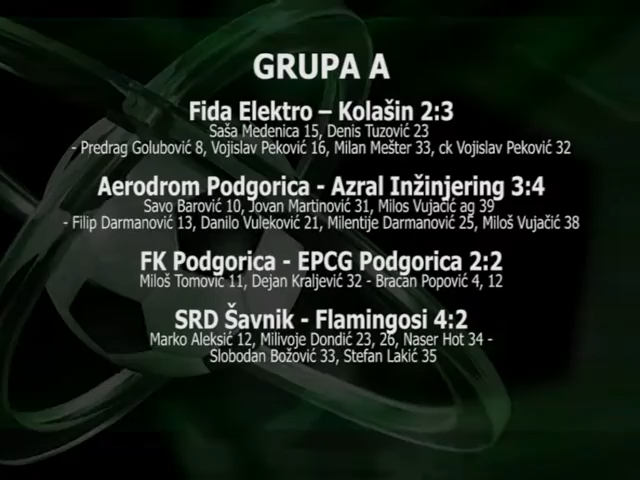 GRUPA A
Fida Elektro – Kolašin 2:3
Saša Medenica 15, Denis Tuzović 23
- Predrag Golubović 8, Vojislav Peković 16, Milan Mešter 33, ck Vojislav Peković 32
Aerodrom Podgorica - Azral Inžinjering 3:4
Savo Barović 10, Jovan Martinović 31, Milos Vujačić ag 39
- Filip Darmanović 13, Danilo Vuleković 21, Milentije Darmanović 25, Miloš Vujačić 38
FK Podgorica - EPCG Podgorica 2:2
Miloš Tomović 11, Dejan Kraljević 32 - Bracan Popović 4, 12
SRD Šavnik - Flamingosi 4:2
Marko Aleksić 12, Milivoje Dondić 23, 26, Naser Hot 34 -
Slobodan Božović 33, Stefan Lakić 35